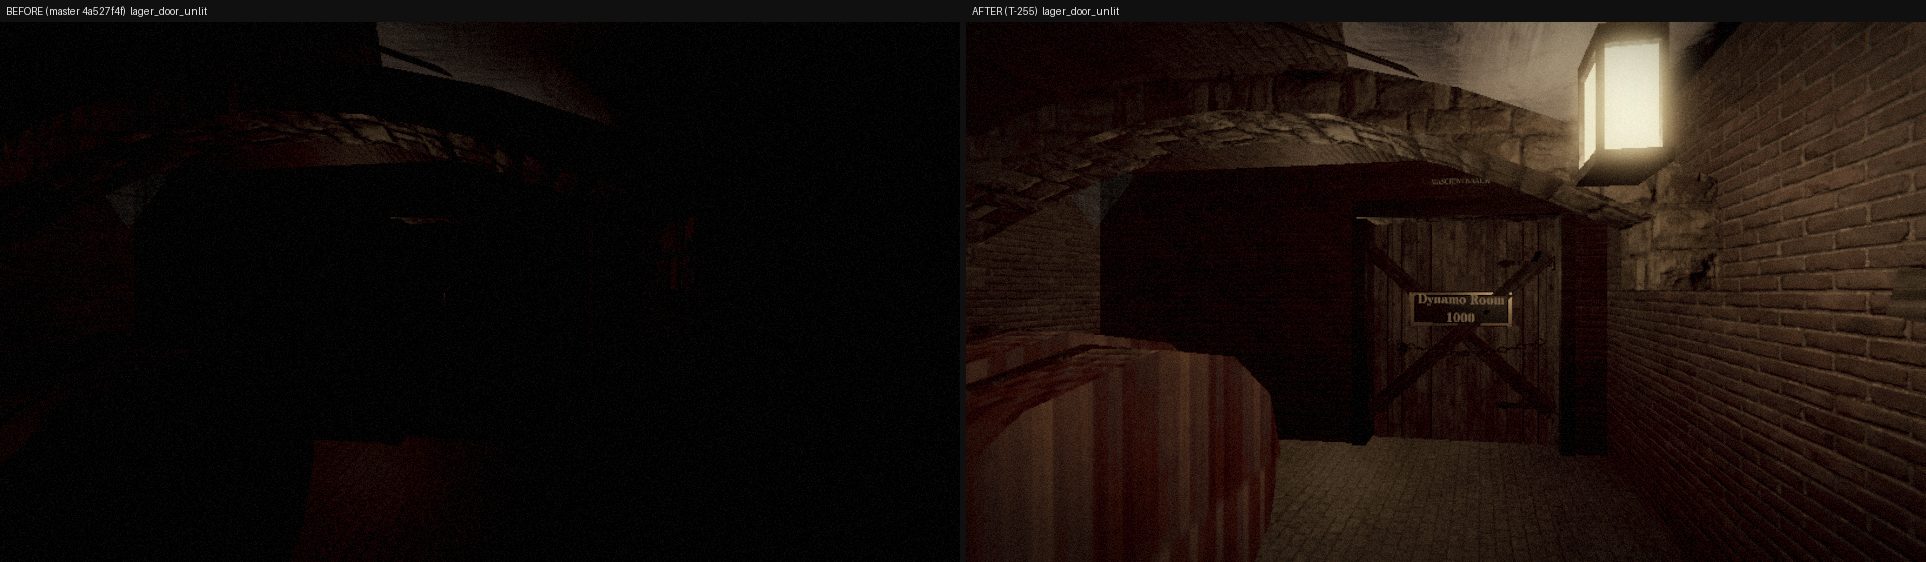 BEFORE (master 4a527f4f) lager_door_unlit
AFTER (T-255) lager_door_unlit
Dynamo Room
1000